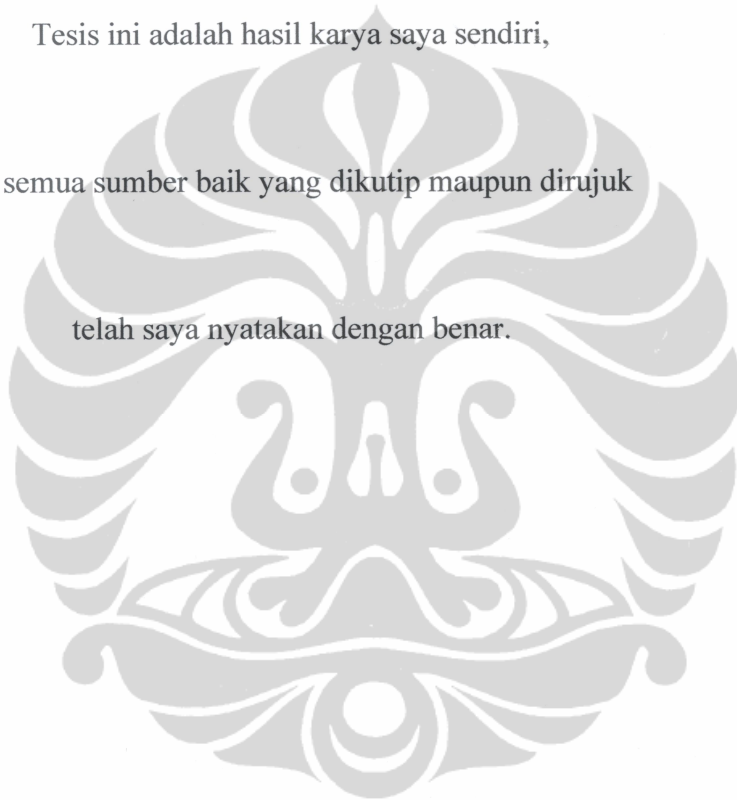 Tesis ini adalah hasil karya saya sendiri,
semua sumber baik yang dikutip maupun dirujuk
telah saya nyatakan dengan benar.